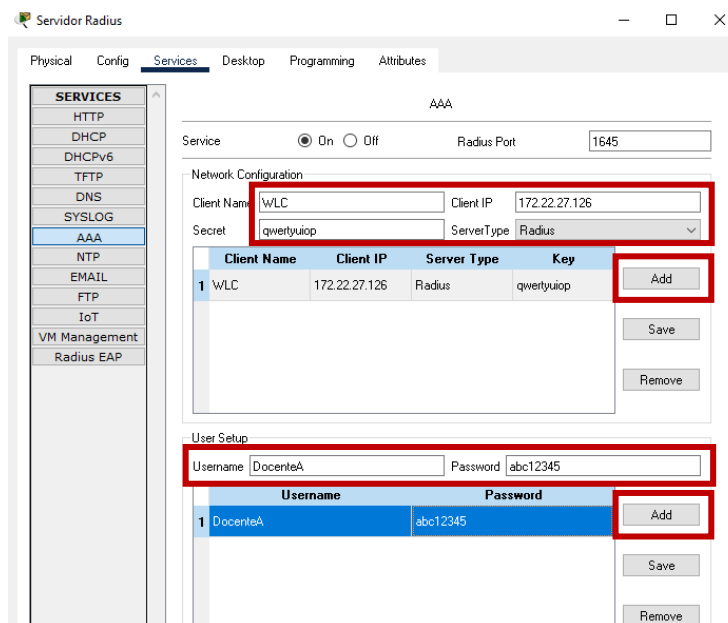 Servidor Radius
Physical Config Services Desktop Programming Attributes
SERVICES
HTTP
DHCP
DHCPv6
TFTP
DNS
SYSLOG
AAA
NTP
EMAIL
FTP
IoT
VM Management
Radius EAP
AAA
Service On Off Radius Port 1645
Network Configuration
Client Name WLC Client IP 172.22.27.126
Secret qwertyuiop ServerType Radius
Client Name Client IP Server Type Key
1 WLC 172.22.27.126 Radius qwertyuiop
Add
Save
Remove
User Setup
Username DocenteA Password abc12345
Username Password
1 DocenteA abc12345
Add
Save
Remove